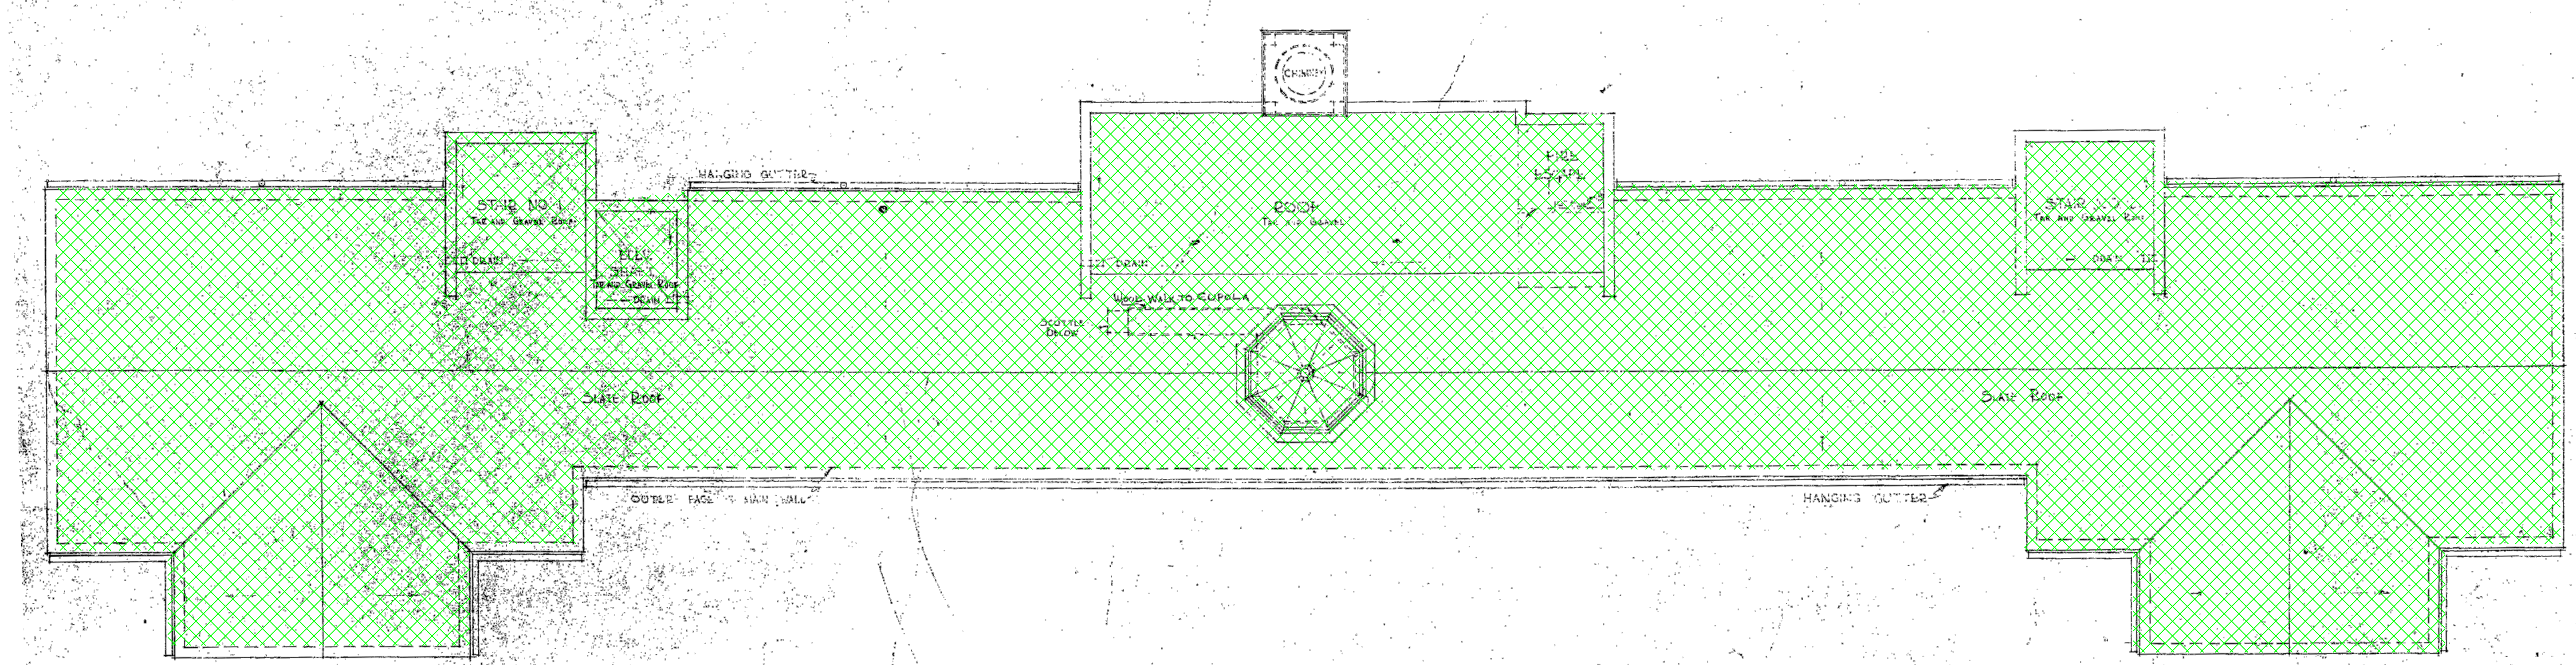 CHIMNEY
HANGING GUTTER
STAIR NO. 1
TAR AND GRAVEL ROOF
DRAIN
ELEV.
SHAFT
TAR AND GRAVEL ROOF
DRAIN
ROOF
TAR AND GRAVEL
DRAIN
FIRE
ESCAPE
STAIR NO.
TAR AND GRAVEL ROOF
DRAIN
WOOD WALK TO CUPOLA
SCUTTLE
BELOW
SLATE ROOF
SLATE ROOF
OUTER FACE MAIN WALL
HANGING GUTTER